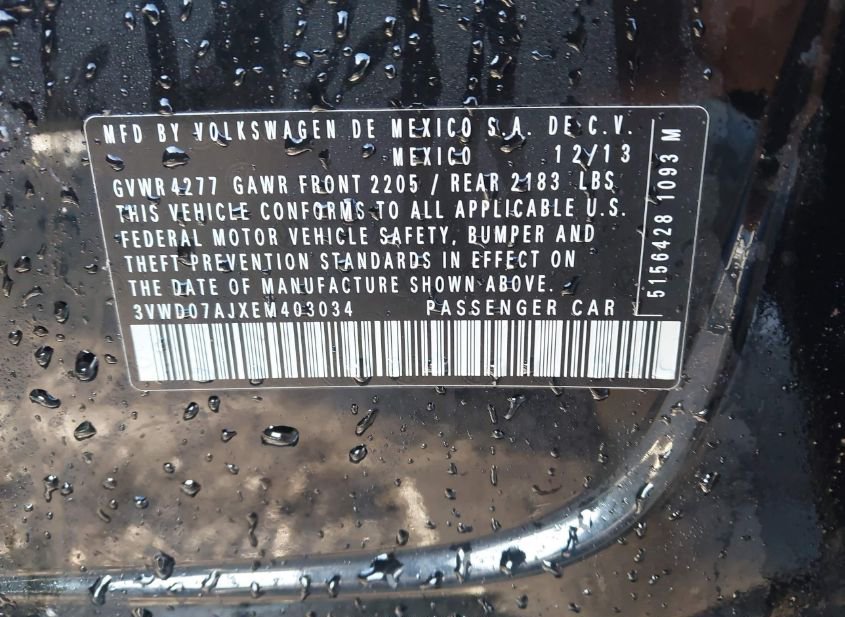 MFD BY VOLKSWAGEN DE MEXICO S.A. DE C.V.
MEXICO 12/13
GVWR 4277 GAWR FRONT 2205 / REAR 2183 LBS
THIS VEHICLE CONFORMS TO ALL APPLICABLE U.S.
FEDERAL MOTOR VEHICLE SAFETY, BUMPER AND
THEFT PREVENTION STANDARDS IN EFFECT ON
THE DATE OF MANUFACTURE SHOWN ABOVE.
3VWD07AJXEM403034 PASSENGER CAR
5156428 1093 M